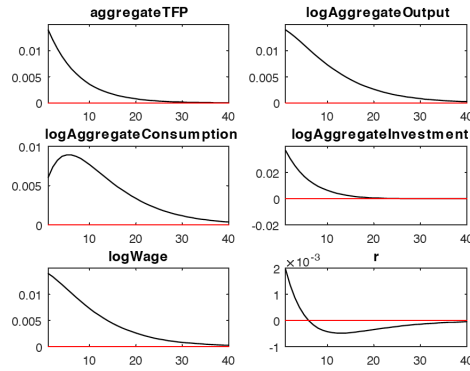 aggregateTFP
0.01
0.005
0
10 20 30 40
logAggregateOutput
0.01
0.005
0
10 20 30 40
logAggregateConsumption
0.01
0.005
0
10 20 30 40
logAggregateInvestment
0.02
0
-0.02
10 20 30 40
logWage
0.01
0.005
0
10 20 30 40
r
×10-3
2
1
0
-1
10 20 30 40